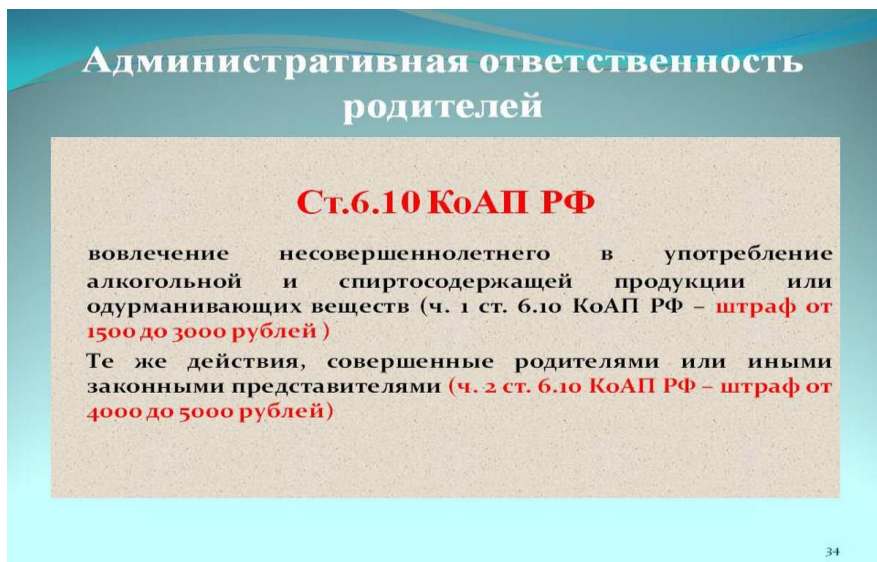 Административная ответственность
родителей
Ст.6.10 КоАП РФ
вовлечение несовершеннолетнего в употребление
алкогольной и спиртосодержащей продукции или
одурманивающих веществ (ч. 1 ст. 6.10 КоАП РФ – штраф от
1500 до 3000 рублей )
Те же действия, совершенные родителями или иными
законными представителями (ч. 2 ст. 6.10 КоАП РФ – штраф от
4000 до 5000 рублей)
34